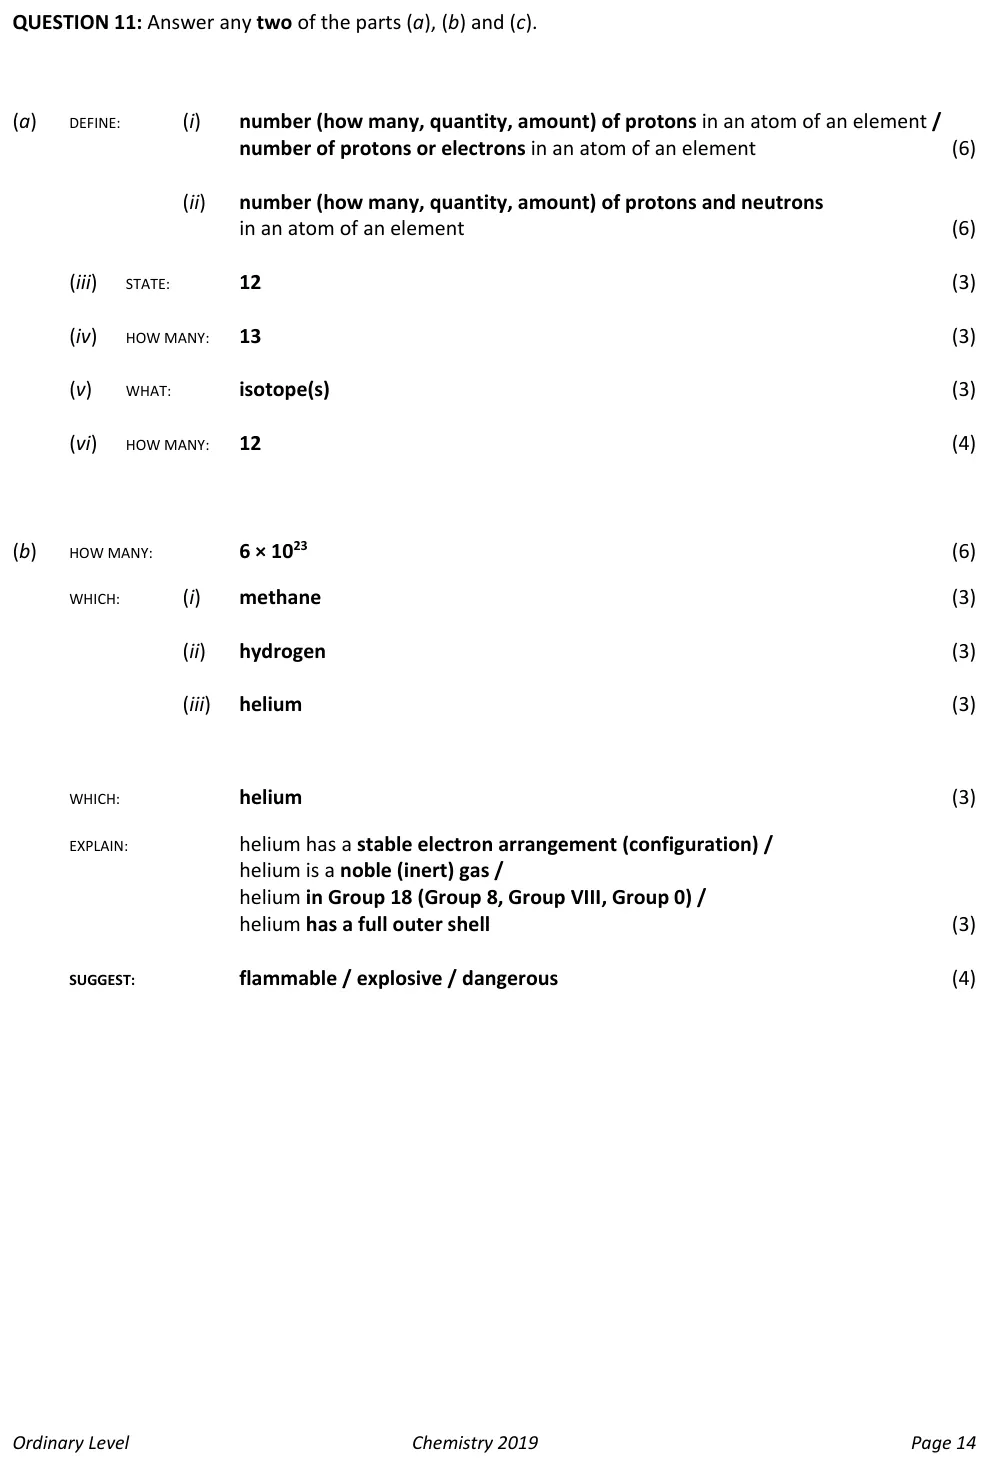 QUESTION 11: Answer any two of the parts (a), (b) and (c).
(a) DEFINE: (i) number (how many, quantity, amount) of protons in an atom of an element /
number of protons or electrons in an atom of an element (6)
(ii) number (how many, quantity, amount) of protons and neutrons
in an atom of an element (6)
(iii) STATE: 12 (3)
(iv) HOW MANY: 13 (3)
(v) WHAT: isotope(s) (3)
(vi) HOW MANY: 12 (4)
(b) HOW MANY: 6 × 10²³ (6)
WHICH: (i) methane (3)
(ii) hydrogen (3)
(iii) helium (3)
WHICH: helium (3)
EXPLAIN: helium has a stable electron arrangement (configuration) /
helium is a noble (inert) gas /
helium in Group 18 (Group 8, Group VIII, Group 0) /
helium has a full outer shell (3)
SUGGEST: flammable / explosive / dangerous (4)
Ordinary Level Chemistry 2019 Page 14